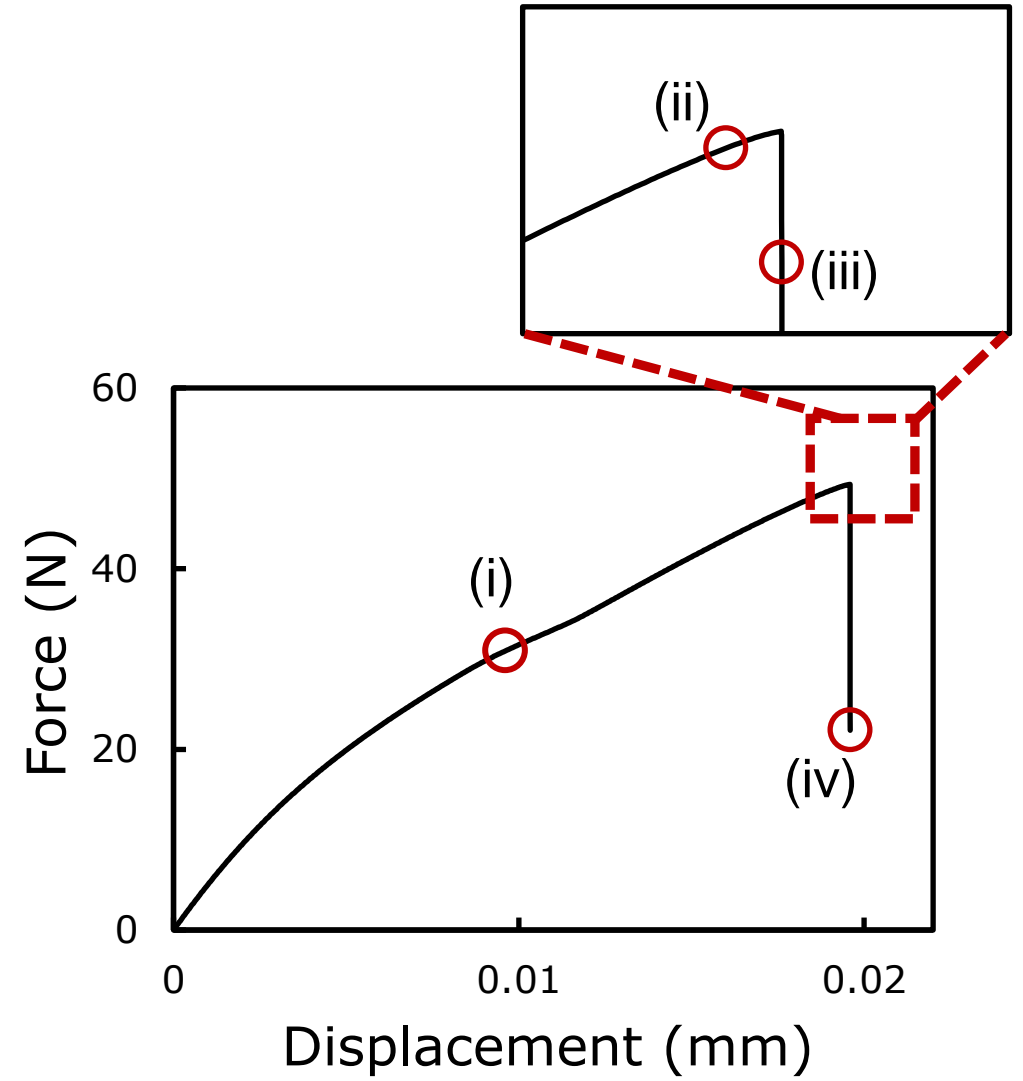 (ii)
(iii)
60
(i)
40
20
(iv)
0
0 0.01 0.02
Force (N)
Displacement (mm)